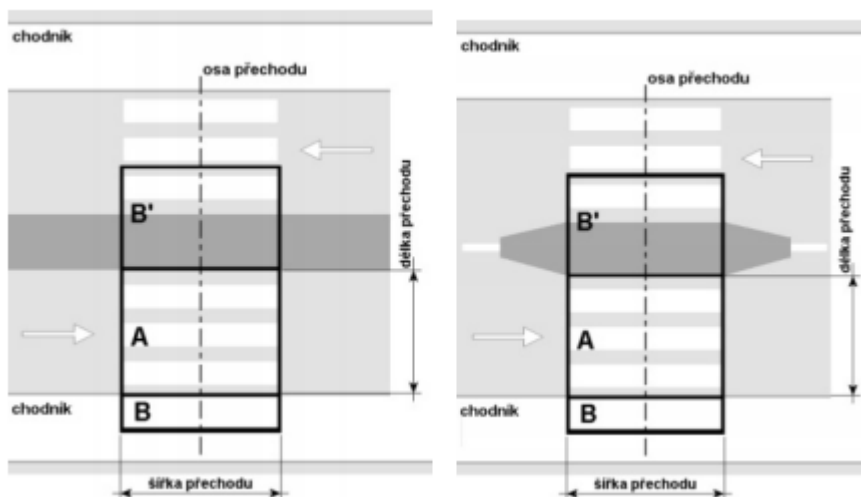 chodník
osa přechodu
B'
délka přechodu
A
chodník
B
šířka přechodu
chodník
osa přechodu
B'
délka přechodu
A
chodník
B
šířka přechodu